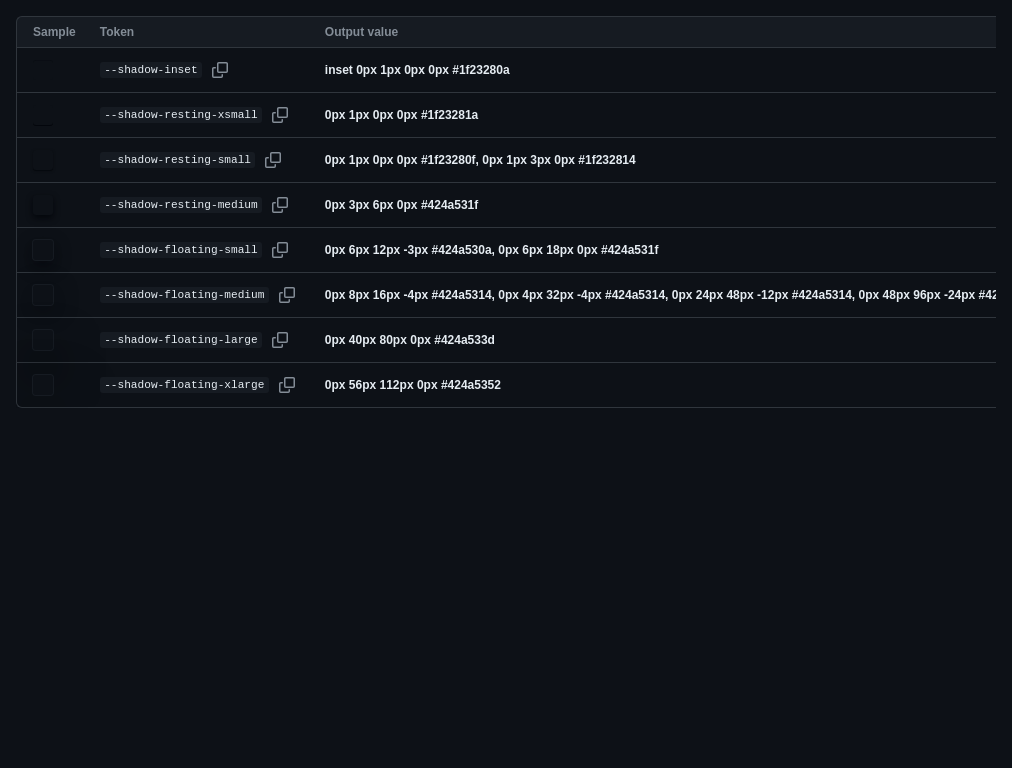 Sample Token Output value
--shadow-inset inset 0px 1px 0px 0px #1f23280a
--shadow-resting-xsmall 0px 1px 0px 0px #1f23281a
--shadow-resting-small 0px 1px 0px 0px #1f23280f, 0px 1px 3px 0px #1f232814
--shadow-resting-medium 0px 3px 6px 0px #424a531f
--shadow-floating-small 0px 6px 12px -3px #424a530a, 0px 6px 18px 0px #424a531f
--shadow-floating-medium 0px 8px 16px -4px #424a5314, 0px 4px 32px -4px #424a5314, 0px 24px 48px -12px #424a5314, 0px 48px 96px -24px #42
--shadow-floating-large 0px 40px 80px 0px #424a533d
--shadow-floating-xlarge 0px 56px 112px 0px #424a5352